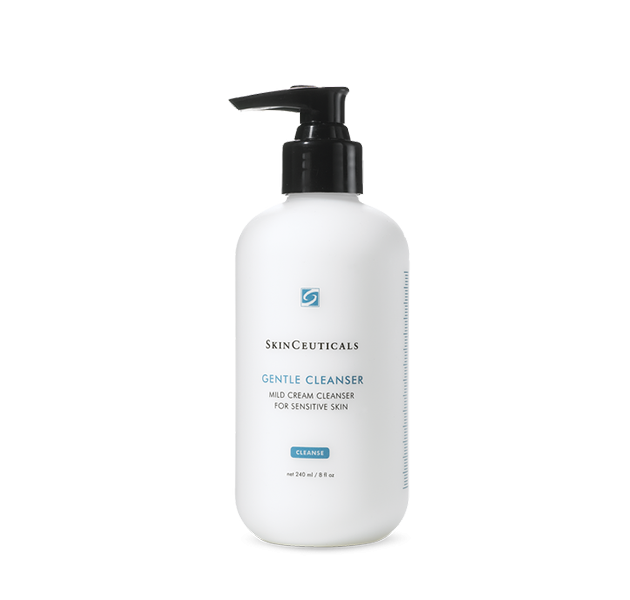 SKINCEUTICALS
GENTLE CLEANSER
MILD CREAM CLEANSER
FOR SENSITIVE SKIN
CLEANSE
net 240 ml / 8 fl oz